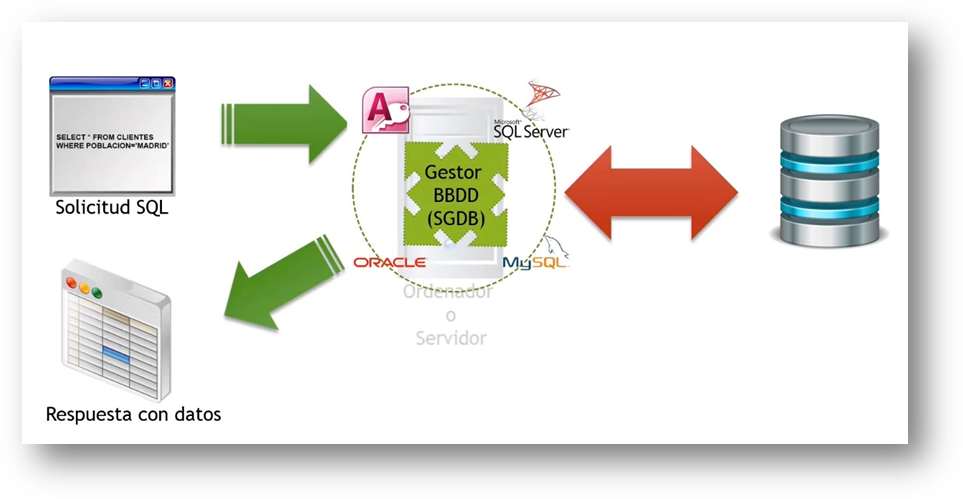 SELECT * FROM CLIENTES
WHERE POBLACION='MADRID'
Solicitud SQL
A
Microsoft
SQL Server
Gestor
BBDD
(SGDB)
ORACLE
MySQL
Ordenador
o
Servidor
Respuesta con datos